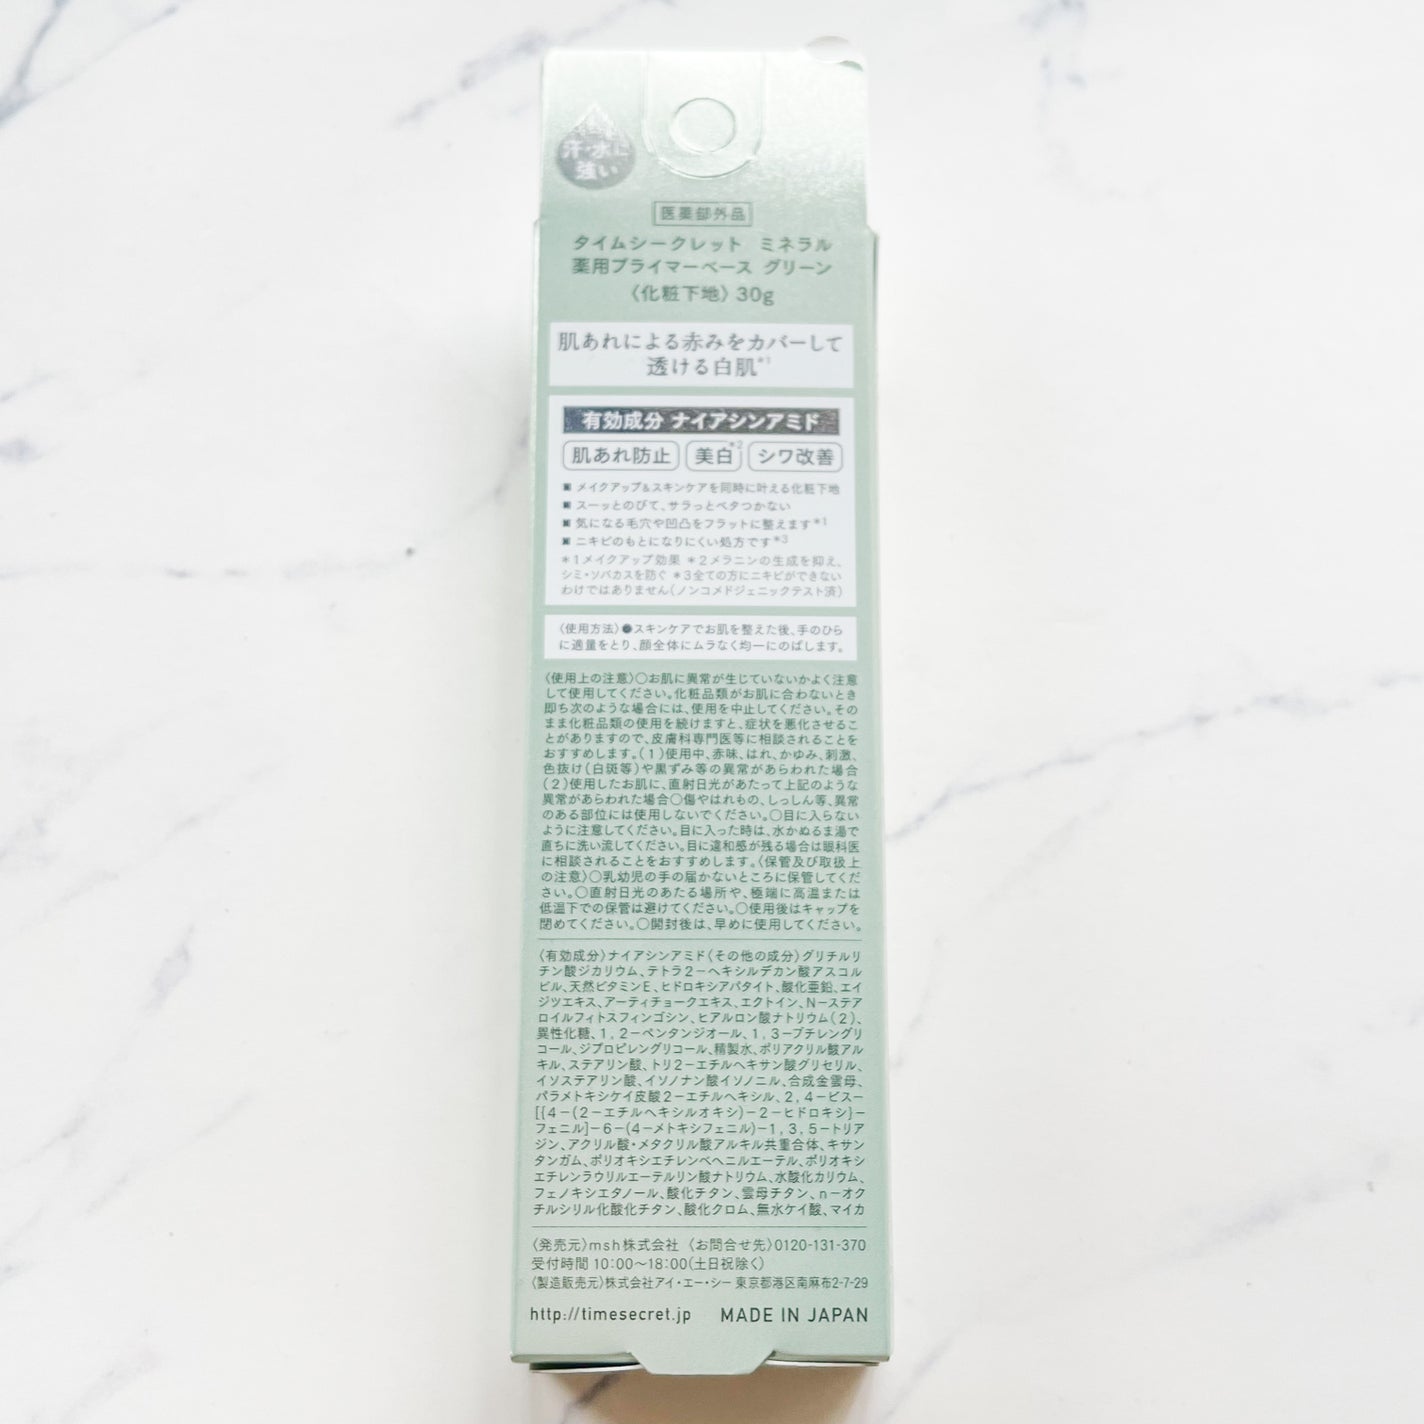 汗・水に
強い
医薬部外品
タイムシークレット ミネラル
薬用プライマーベース グリーン
〈化粧下地〉30g
肌あれによる赤みをカバーして
透ける白肌*1
有効成分 ナイアシンアミド
肌あれ防止 美白*2 シワ改善
■ メイクアップ&スキンケアを同時に叶える化粧下地
■ スーッとのびて、サラっとベタつかない
■ 気になる毛穴や凹凸をフラットに整えます*1
■ ニキビのもとになりにくい処方です*3
*1メイクアップ効果 *2メラニンの生成を抑え、
シミ・ソバカスを防ぐ *3全ての方にニキビができない
わけではありません(ノンコメドジェニックテスト済)
〈使用方法〉●スキンケアでお肌を整えた後、手のひら
に適量をとり、顔全体にムラなく均一にのばします。
〈使用上の注意〉○お肌に異常が生じていないかよく注意
して使用してください。化粧品類がお肌に合わないとき
即ち次のような場合には、使用を中止してください。その
まま化粧品類の使用を続けますと、症状を悪化させるこ
とがありますので、皮膚科専門医等に相談されることを
おすすめします。(1)使用中、赤味、はれ、かゆみ、刺激、
色抜け(白斑等)や黒ずみ等の異常があらわれた場合
(2)使用したお肌に、直射日光があたって上記のような
異常があらわれた場合○傷やはれもの、しっしん等、異常
のある部位には使用しないでください。○目に入らない
ように注意してください。目に入った時は、水かぬるま湯で
直ちに洗い流してください。目に違和感が残る場合は眼科医
に相談されることをおすすめします。〈保管及び取扱上
の注意〉○乳幼児の手の届かないところに保管してくだ
さい。○直射日光のあたる場所や、極端に高温または
低温下での保管は避けてください。○使用後はキャップを
閉めてください。○開封後は、早めに使用してください。
〈有効成分〉ナイアシンアミド〈その他の成分〉グリチルリ
チン酸ジカリウム、テトラ2-ヘキシルデカン酸アスコル
ビル、天然ビタミンE、ヒドロキシアパタイト、酸化亜鉛、エイ
ジツエキス、アーティチョークエキス、エクトイン、N-ステア
ロイルフィトスフィンゴシン、ヒアルロン酸ナトリウム(2)、
異性化糖、1,2-ペンタンジオール、1,3-ブチレングリ
コール、ジプロピレングリコール、精製水、ポリアクリル酸アル
キル、ステアリン酸、トリ2-エチルヘキサン酸グリセリル、
イソステアリン酸、イソノナン酸イソノニル、合成金雲母、
パラメトキシケイ皮酸2-エチルヘキシル、2,4-ビス-
[{4-(2-エチルヘキシルオキシ)-2-ヒドロキシ}-
フェニル]-6-(4-メトキシフェニル)-1,3,5-トリア
ジン、アクリル酸・メタクリル酸アルキル共重合体、キサン
タンガム、ポリオキシエチレンベヘニルエーテル、ポリオキシ
エチレンラウリルエーテルリン酸ナトリウム、水酸化カリウム、
フェノキシエタノール、酸化チタン、雲母チタン、n-オク
チルシリル化酸化チタン、酸化クロム、無水ケイ酸、マイカ
〈発売元〉msh株式会社 〈お問合せ先〉0120-131-370
受付時間 10:00〜18:00(土日祝除く)
〈製造販売元〉株式会社アイ・エー・シー 東京都港区南麻布2-7-29
http://timesecret.jp MADE IN JAPAN